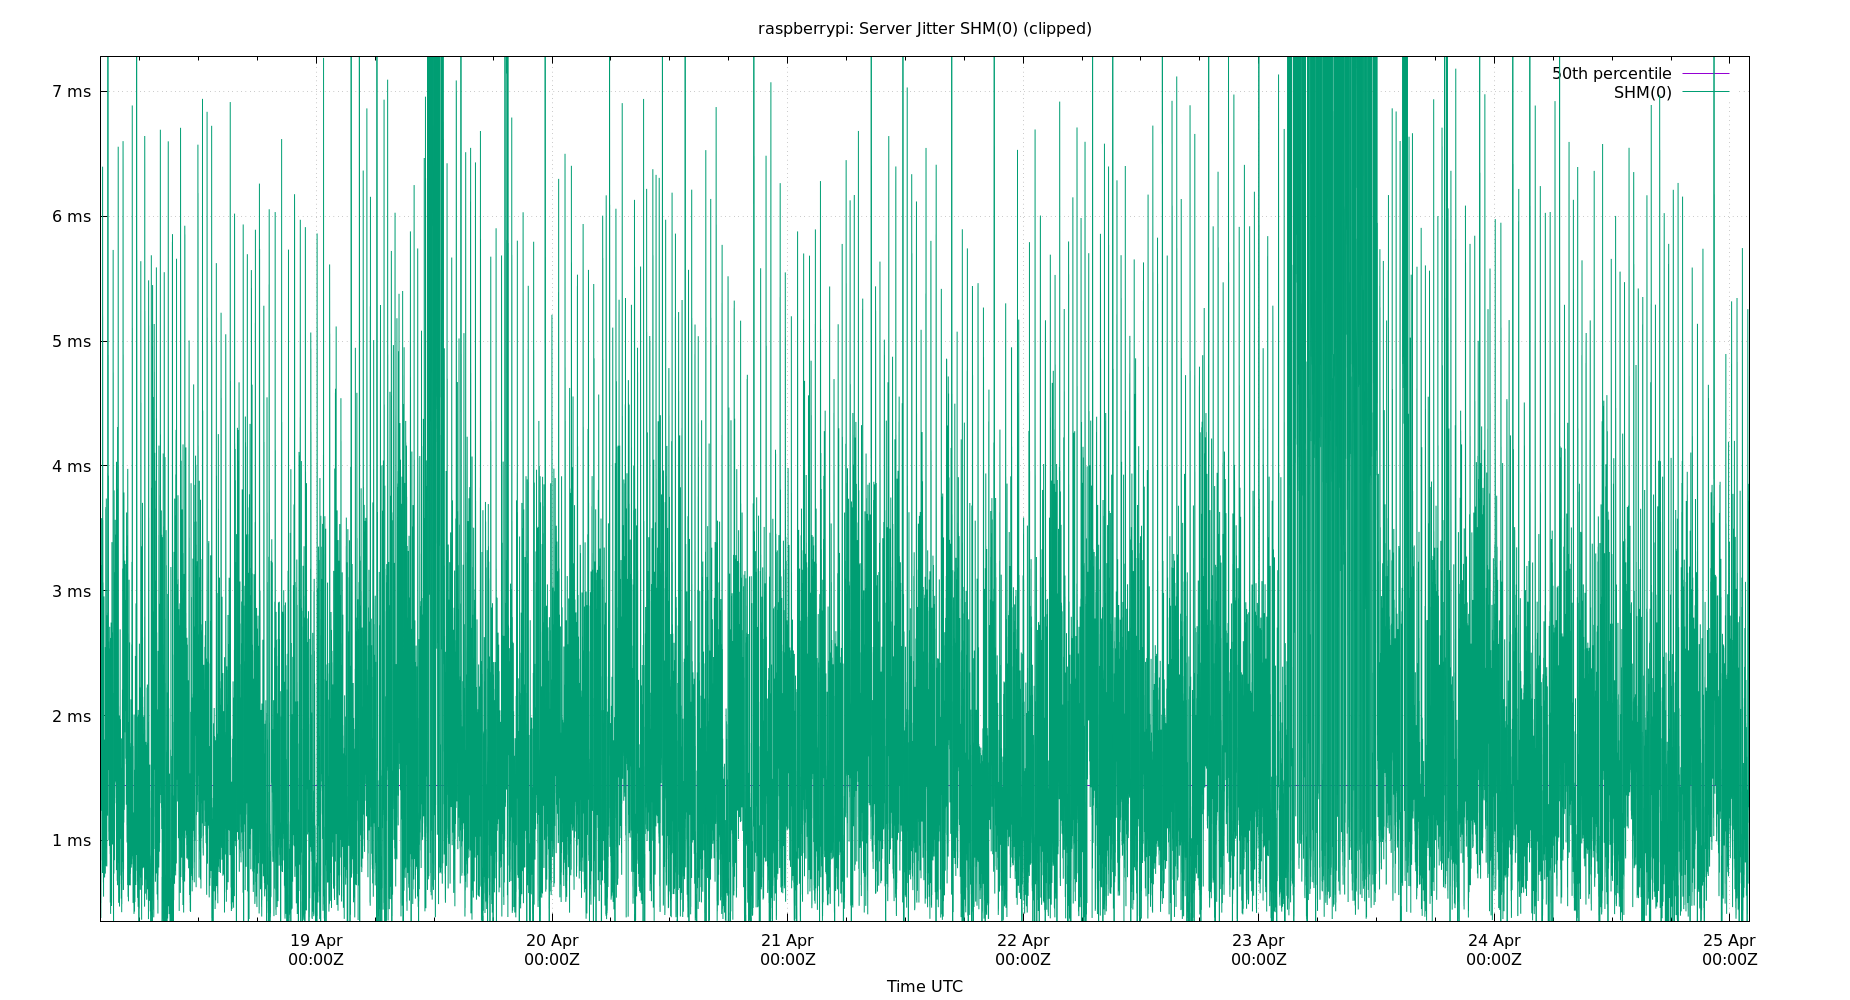 raspberrypi: Server Jitter SHM(0) (clipped)
50th percentile
SHM(0)
7 ms
6 ms
5 ms
4 ms
3 ms
2 ms
1 ms
19 Apr 20 Apr 21 Apr 22 Apr 23 Apr 24 Apr 25 Apr
00:00Z 00:00Z 00:00Z 00:00Z 00:00Z 00:00Z 00:00Z
Time UTC